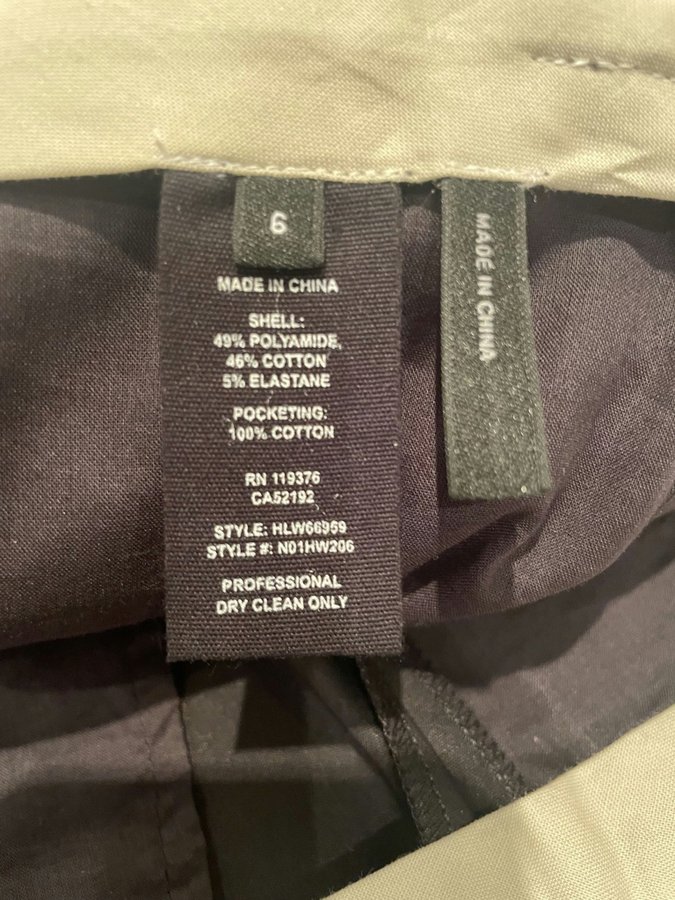 6
MADE IN CHINA
SHELL:
49% POLYAMIDE,
46% COTTON
5% ELASTANE
POCKETING:
100% COTTON
RN 119376
CA52192
STYLE: HLW66959
STYLE #: N01HW206
PROFESSIONAL
DRY CLEAN ONLY
MADE IN CHINA